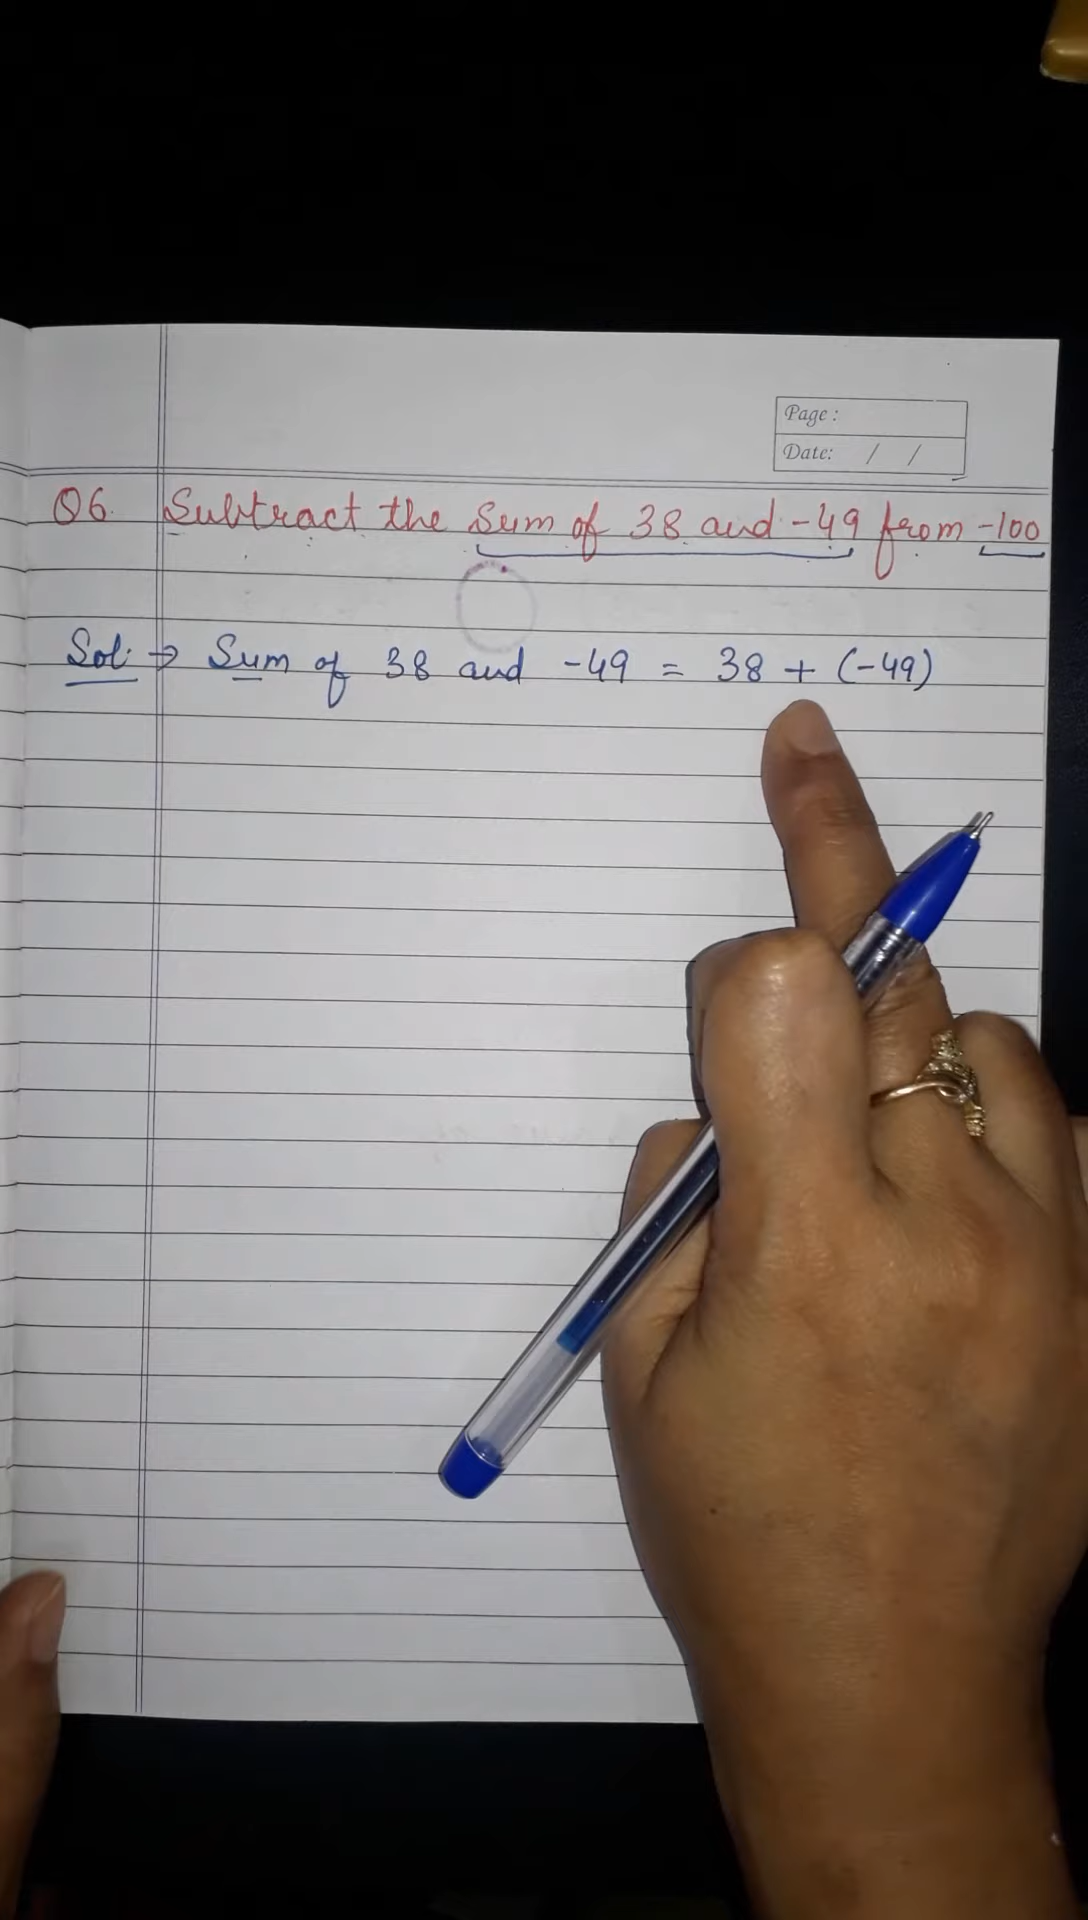 Page :
Date: / /
Q6. Subtract the sum of 38 and -49 from -100
Sol: → Sum of 38 and -49 = 38 + (-49)